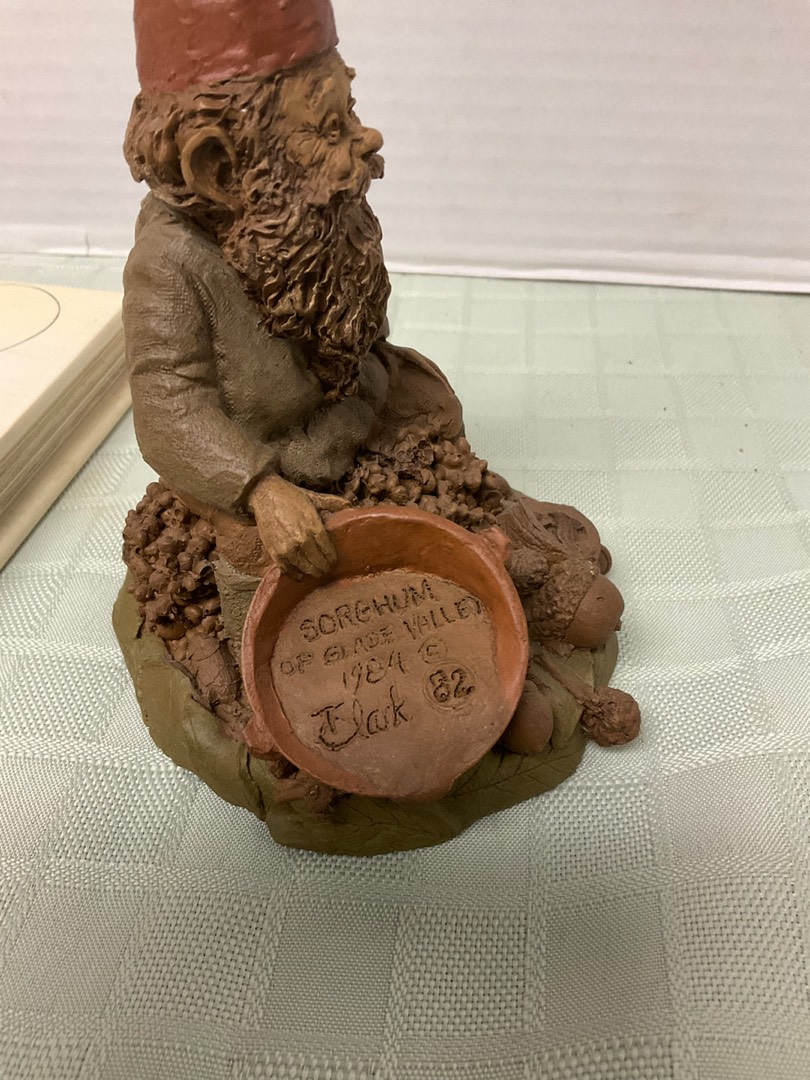 SORGHUM
OF GLADE VALLEY
1984 ©
T Clark 82